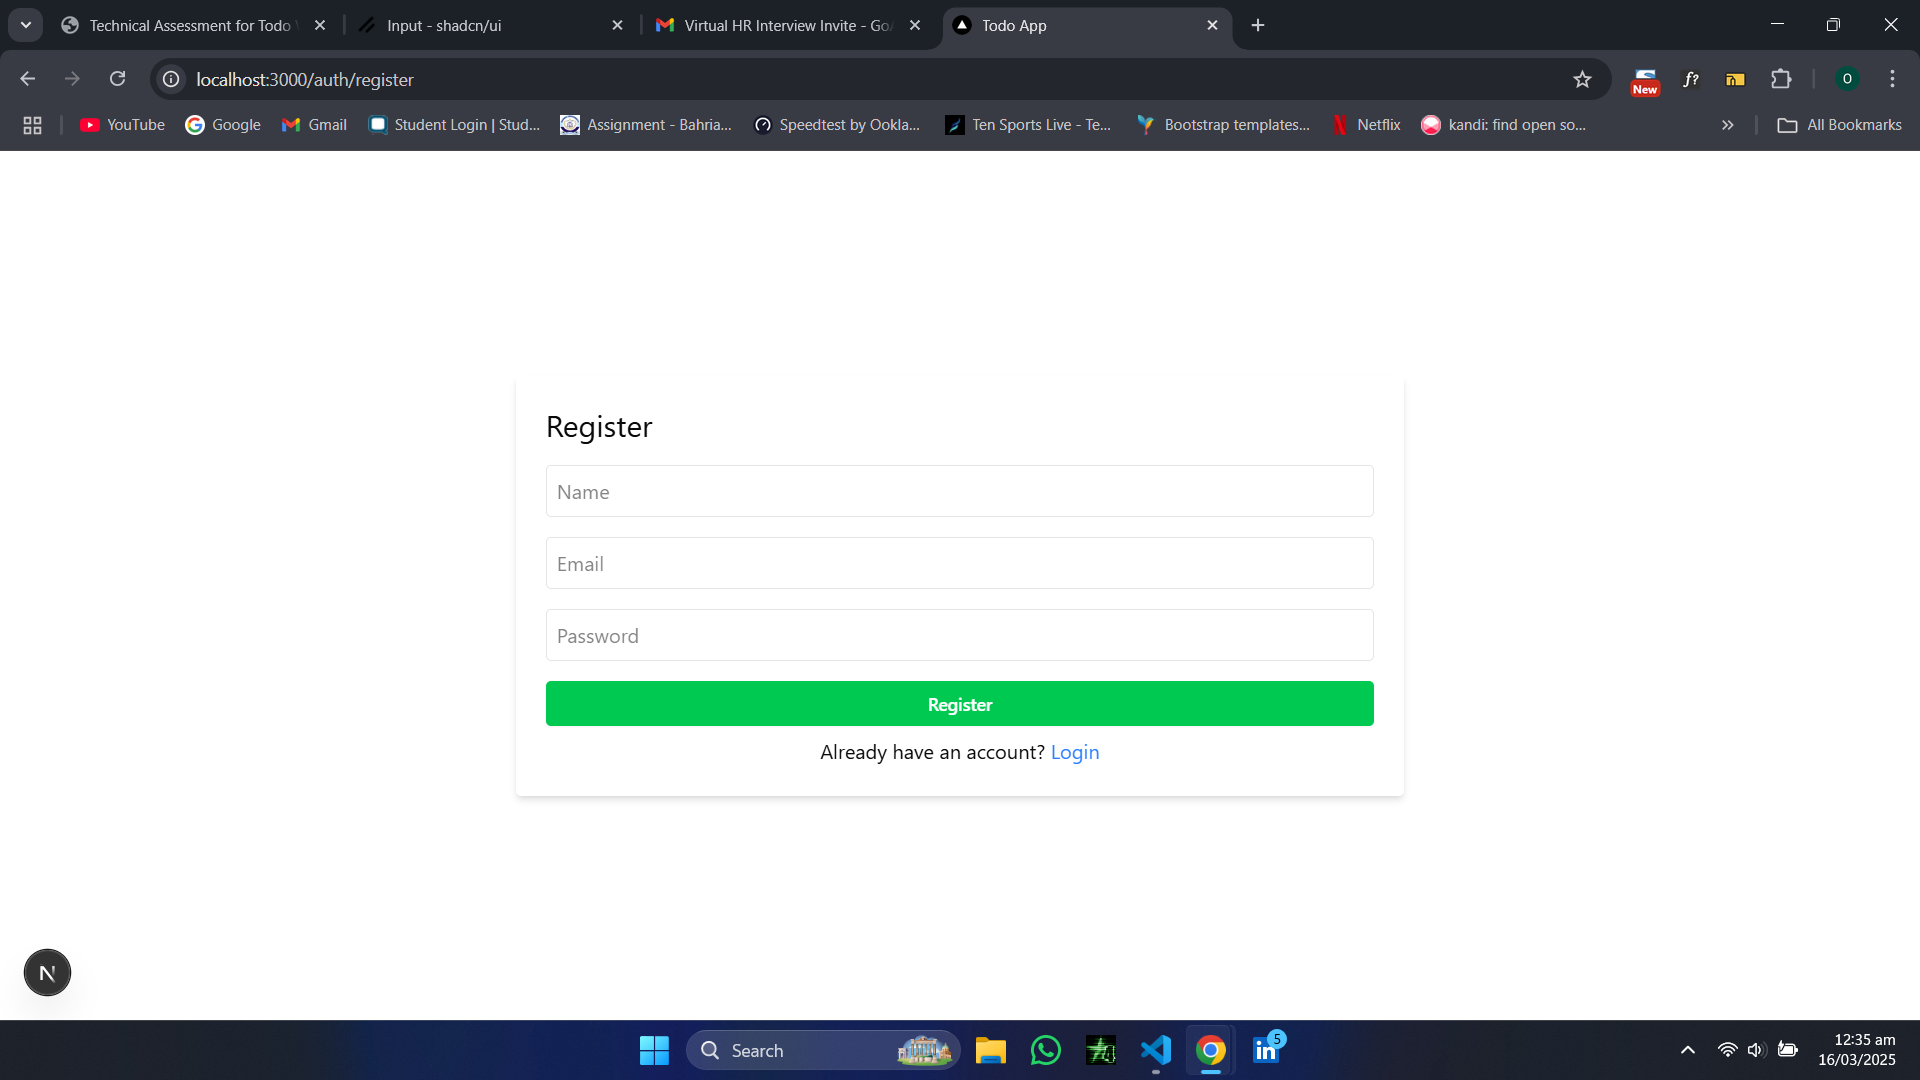 Technical Assessment for Todo
Input - shadcn/ui
Virtual HR Interview Invite - Go
Todo App
localhost:3000/auth/register
New
f?
O
YouTube
Google
Gmail
Student Login | Stud...
Assignment - Bahria...
Speedtest by Ookla...
Ten Sports Live - Te...
Bootstrap templates...
Netflix
kandi: find open so...
All Bookmarks
Register
Name
Email
Password
Register
Already have an account? Login
N
Search
in
5
12:35 am
16/03/2025